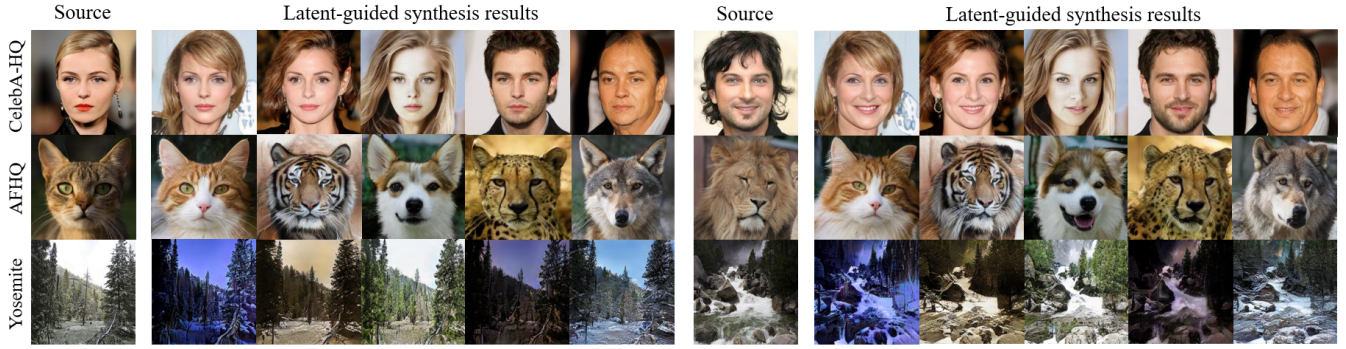 Source
Latent-guided synthesis results
Source
Latent-guided synthesis results
CelebA-HQ
AFHQ
Yosemite